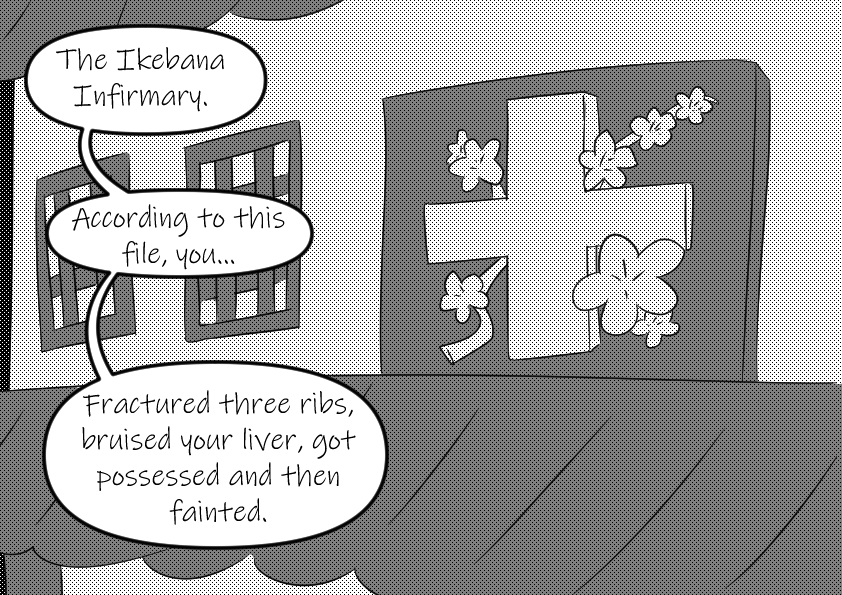 The Ikebana
Infirmary.
According to this
file, you...
Fractured three ribs,
bruised your liver, got
possessed and then
fainted.